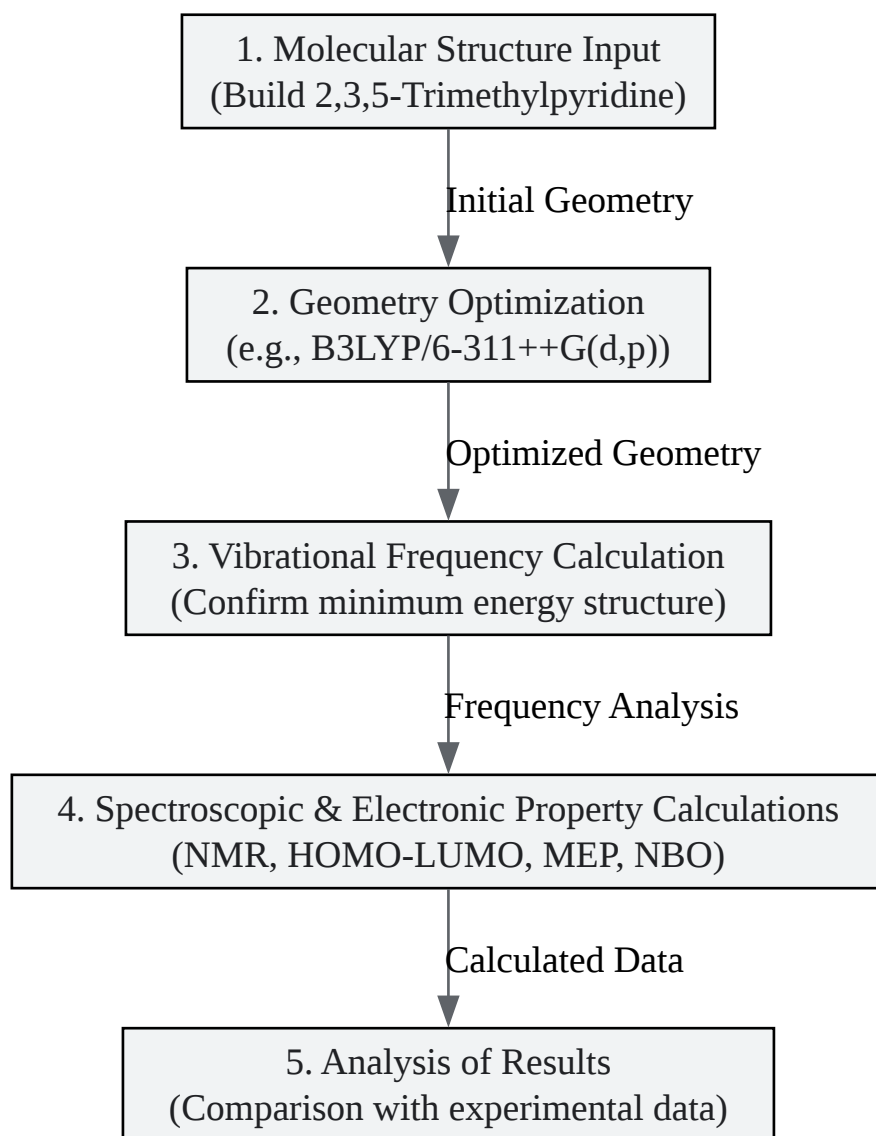 1. Molecular Structure Input
(Build 2,3,5-Trimethylpyridine)
Initial Geometry
2. Geometry Optimization
(e.g., B3LYP/6-311++G(d,p))
Optimized Geometry
3. Vibrational Frequency Calculation
(Confirm minimum energy structure)
Frequency Analysis
4. Spectroscopic & Electronic Property Calculations
(NMR, HOMO-LUMO, MEP, NBO)
Calculated Data
5. Analysis of Results
(Comparison with experimental data)